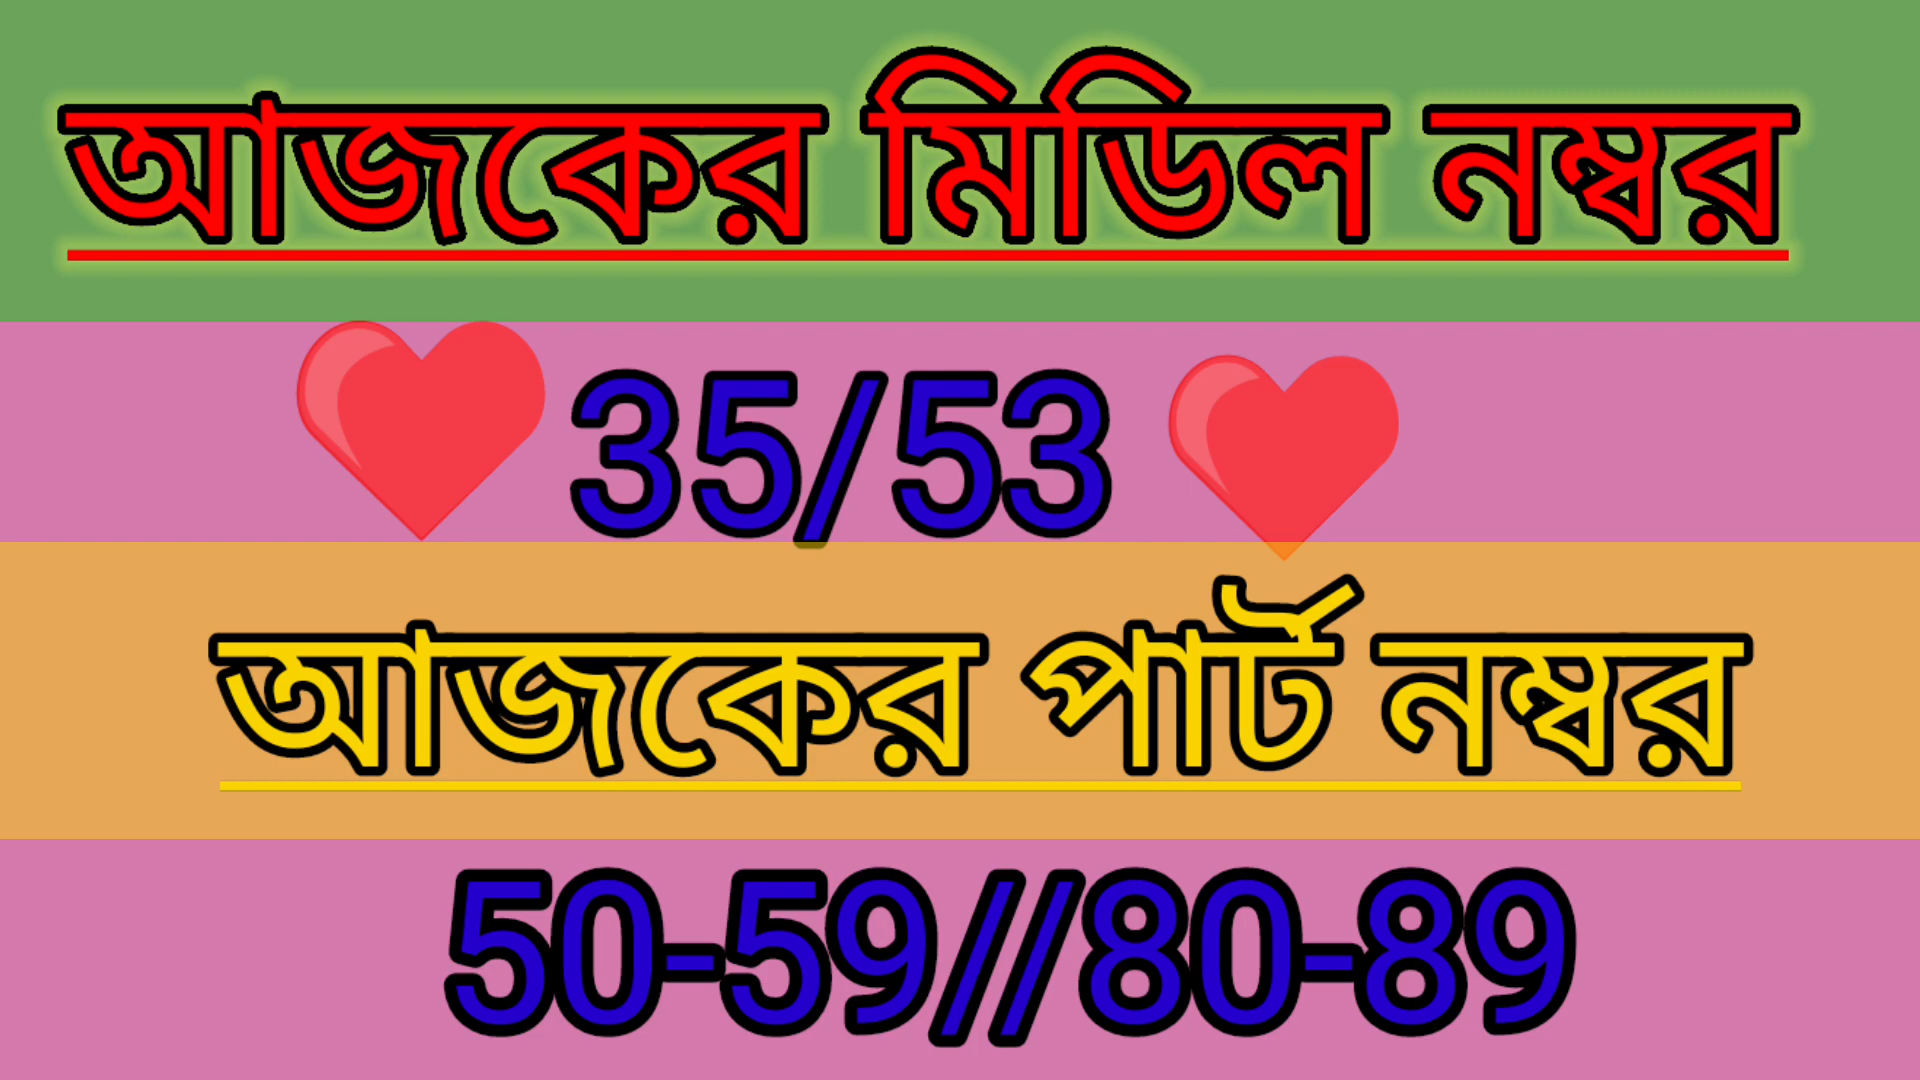 আজকের মিডিল নম্বর
35/53
আজকের পার্ট নম্বর
50-59//80-89